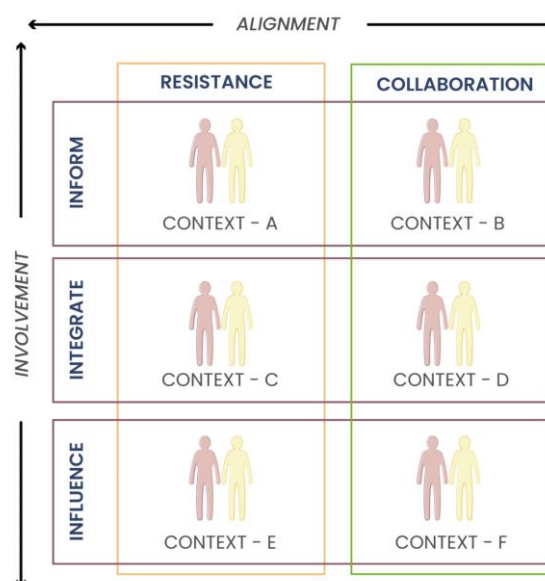 ALIGNMENT
RESISTANCE
COLLABORATION
INVOLVEMENT
INFORM
CONTEXT - A
CONTEXT - B
INTEGRATE
CONTEXT - C
CONTEXT - D
INFLUENCE
CONTEXT - E
CONTEXT - F